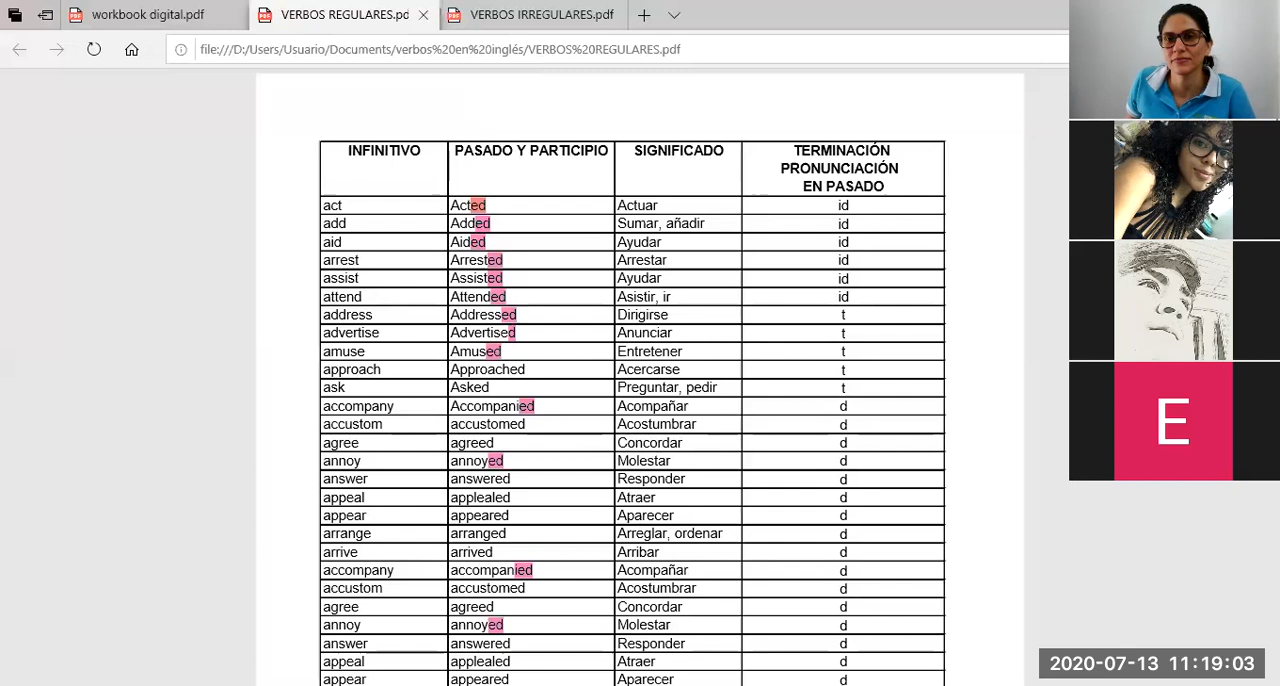 workbook digital.pdf VERBOS REGULARES.pd VERBOS IRREGULARES.pdf
file:///D:/Users/Usuario/Documents/verbos%20en%20inglés/VERBOS%20REGULARES.pdf
INFINITIVO PASADO Y PARTICIPIO SIGNIFICADO TERMINACIÓN
PRONUNCIACIÓN
EN PASADO
act Acted Actuar id
add Added Sumar, añadir id
aid Aided Ayudar id
arrest Arrested Arrestar id
assist Assisted Ayudar id
attend Attended Asistir, ir id
address Addressed Dirigirse t
advertise Advertised Anunciar t
amuse Amused Entretener t
approach Approached Acercarse t
ask Asked Preguntar, pedir t
accompany Accompanied Acompañar d
accustom accustomed Acostumbrar d
agree agreed Concordar d
annoy annoyed Molestar d
answer answered Responder d
appeal applealed Atraer d
appear appeared Aparecer d
arrange arranged Arreglar, ordenar d
arrive arrived Arribar d
accompany accompanied Acompañar d
accustom accustomed Acostumbrar d
agree agreed Concordar d
annoy annoyed Molestar d
answer answered Responder d
appeal applealed Atraer d
appear appeared Aparecer d
E
2020-07-13 11:19:03